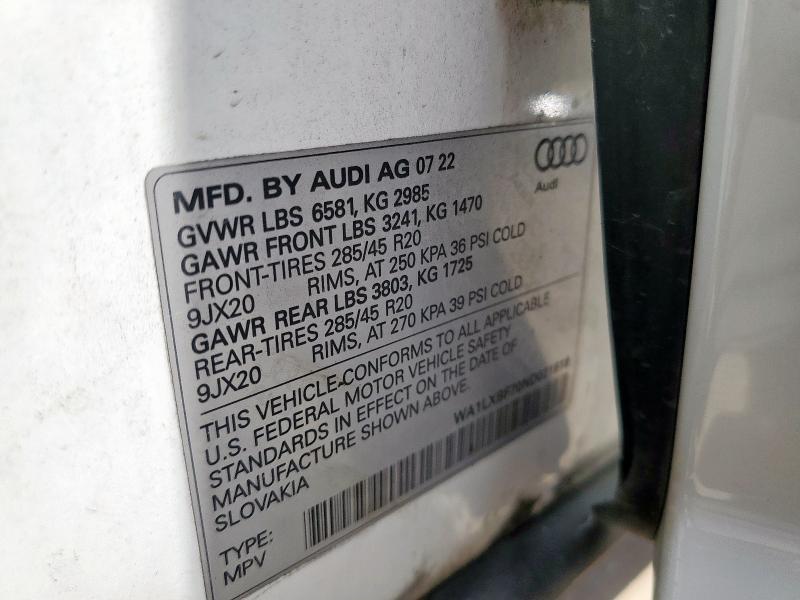 MFD. BY AUDI AG 07 22
Audi
GVWR LBS 6581, KG 2985
GAWR FRONT LBS 3241, KG 1470
FRONT-TIRES 285/45 R20
9JX20 RIMS, AT 250 KPA 36 PSI COLD
GAWR REAR LBS 3803, KG 1725
REAR-TIRES 285/45 R20
9JX20 RIMS, AT 270 KPA 39 PSI COLD
THIS VEHICLE CONFORMS TO ALL APPLICABLE
U.S. FEDERAL MOTOR VEHICLE SAFETY
STANDARDS IN EFFECT ON THE DATE OF
MANUFACTURE SHOWN ABOVE.
SLOVAKIA
TYPE:
MPV